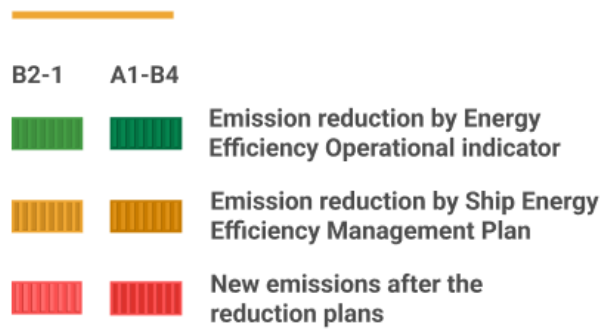 B2-1 A1-B4
Emission reduction by Energy
Efficiency Operational indicator
Emission reduction by Ship Energy
Efficiency Management Plan
New emissions after the
reduction plans